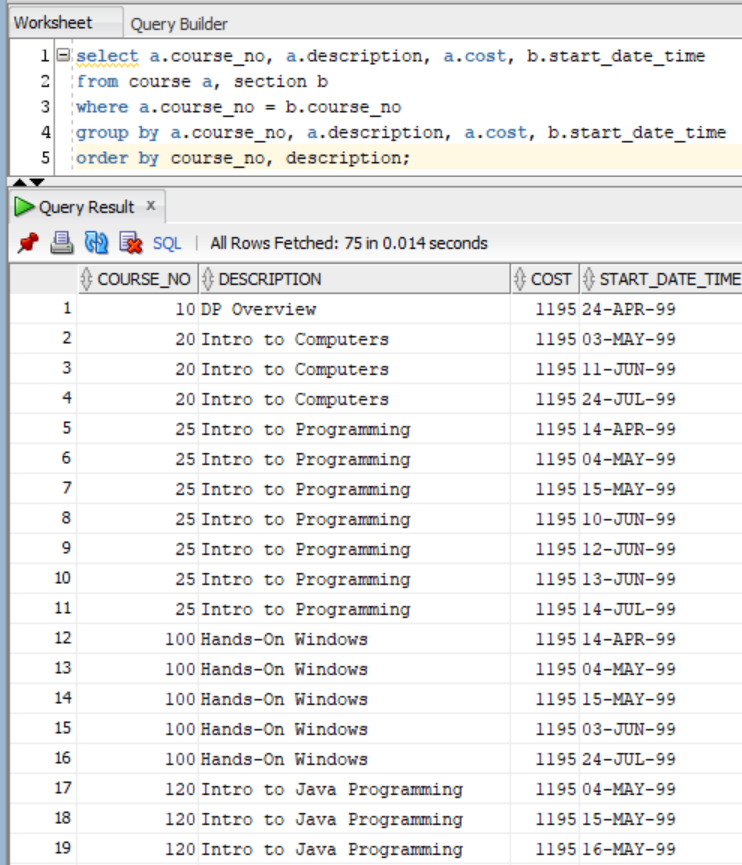 Worksheet Query Builder
1 select a.course_no, a.description, a.cost, b.start_date_time
2 from course a, section b
3 where a.course_no = b.course_no
4 group by a.course_no, a.description, a.cost, b.start_date_time
5 order by course_no, description;
Query Result x
SQL | All Rows Fetched: 75 in 0.014 seconds
COURSE_NO DESCRIPTION COST START_DATE_TIME
1 10 DP Overview 1195 24-APR-99
2 20 Intro to Computers 1195 03-MAY-99
3 20 Intro to Computers 1195 11-JUN-99
4 20 Intro to Computers 1195 24-JUL-99
5 25 Intro to Programming 1195 14-APR-99
6 25 Intro to Programming 1195 04-MAY-99
7 25 Intro to Programming 1195 15-MAY-99
8 25 Intro to Programming 1195 10-JUN-99
9 25 Intro to Programming 1195 12-JUN-99
10 25 Intro to Programming 1195 13-JUN-99
11 25 Intro to Programming 1195 14-JUL-99
12 100 Hands-On Windows 1195 14-APR-99
13 100 Hands-On Windows 1195 04-MAY-99
14 100 Hands-On Windows 1195 15-MAY-99
15 100 Hands-On Windows 1195 03-JUN-99
16 100 Hands-On Windows 1195 24-JUL-99
17 120 Intro to Java Programming 1195 04-MAY-99
18 120 Intro to Java Programming 1195 15-MAY-99
19 120 Intro to Java Programming 1195 16-MAY-99